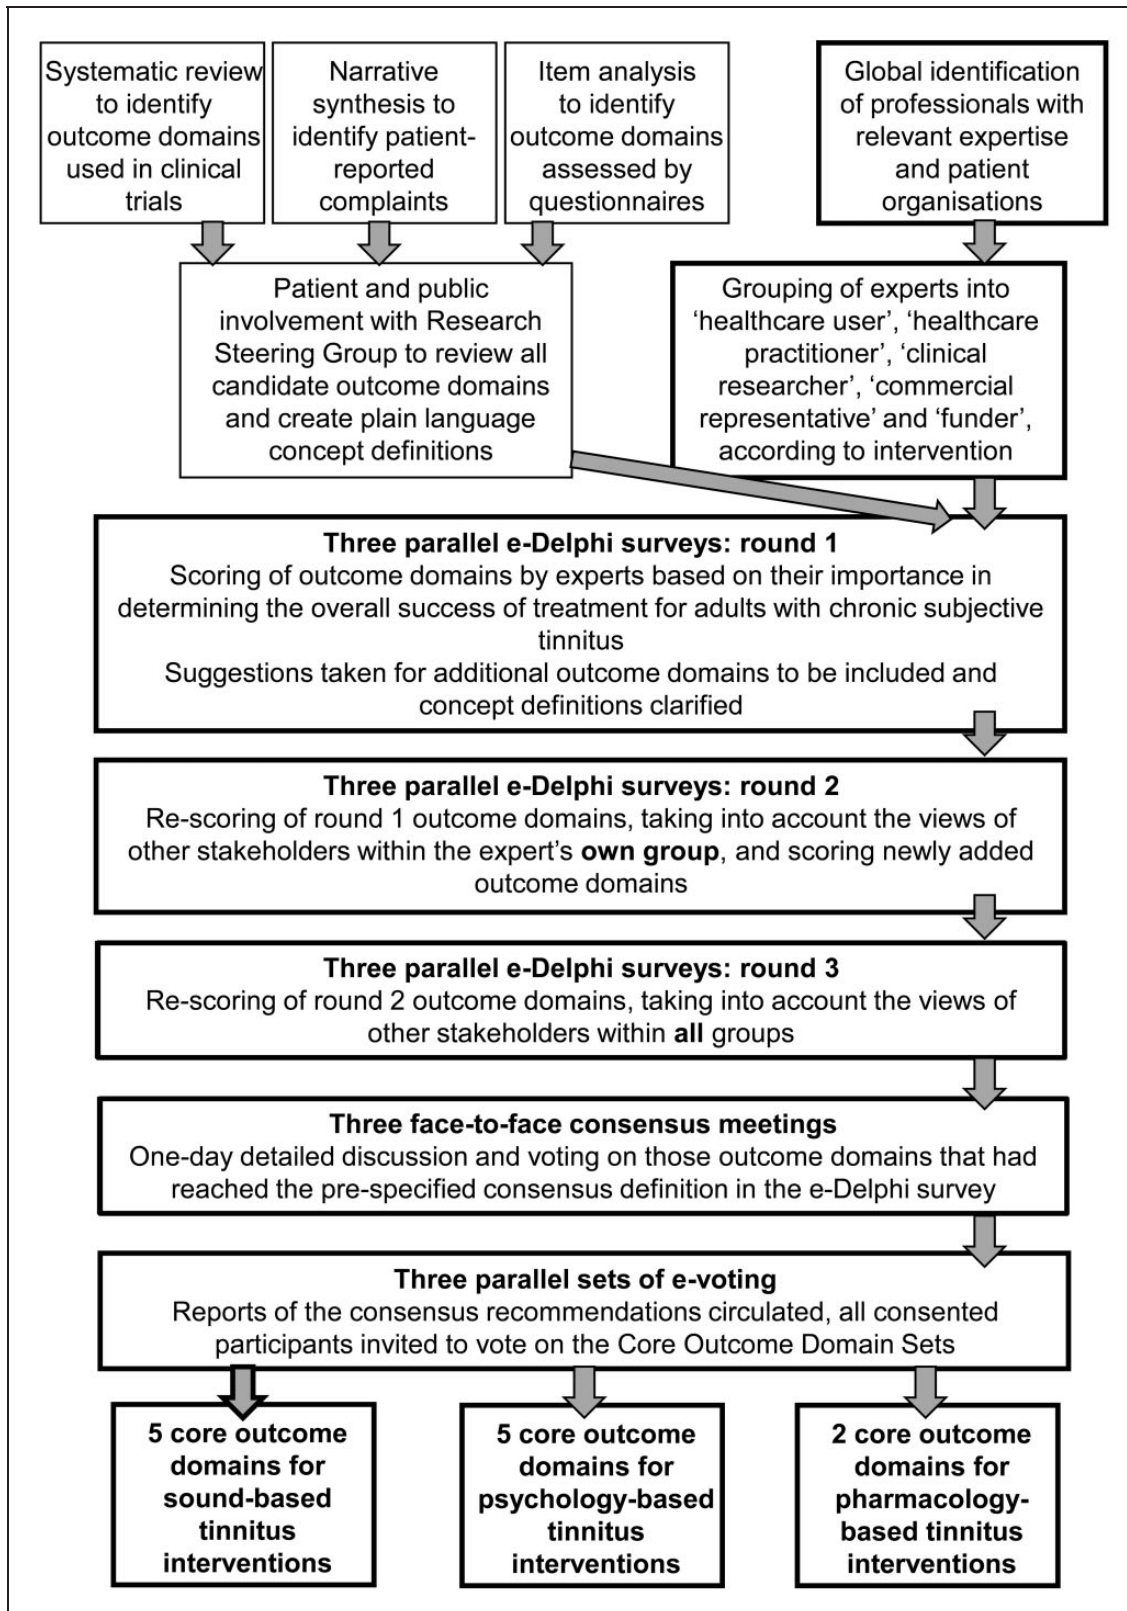 Systematic review
to identify
outcome domains
used in clinical
trials
Narrative
synthesis to
identify patient-
reported
complaints
Item analysis
to identify
outcome domains
assessed by
questionnaires
Global identification
of professionals with
relevant expertise
and patient
organisations
Patient and public
involvement with Research
Steering Group to review all
candidate outcome domains
and create plain language
concept definitions
Grouping of experts into
‘healthcare user’, ‘healthcare
practitioner’, ‘clinical
researcher’, ‘commercial
representative’ and ‘funder’,
according to intervention
Three parallel e-Delphi surveys: round 1
Scoring of outcome domains by experts based on their importance in
determining the overall success of treatment for adults with chronic subjective
tinnitus
Suggestions taken for additional outcome domains to be included and
concept definitions clarified
Three parallel e-Delphi surveys: round 2
Re-scoring of round 1 outcome domains, taking into account the views of
other stakeholders within the expert’s own group, and scoring newly added
outcome domains
Three parallel e-Delphi surveys: round 3
Re-scoring of round 2 outcome domains, taking into account the views of
other stakeholders within all groups
Three face-to-face consensus meetings
One-day detailed discussion and voting on those outcome domains that had
reached the pre-specified consensus definition in the e-Delphi survey
Three parallel sets of e-voting
Reports of the consensus recommendations circulated, all consented
participants invited to vote on the Core Outcome Domain Sets
5 core outcome
domains for
sound-based
tinnitus
interventions
5 core outcome
domains for
psychology-based
tinnitus
interventions
2 core outcome
domains for
pharmacology-
based tinnitus
interventions